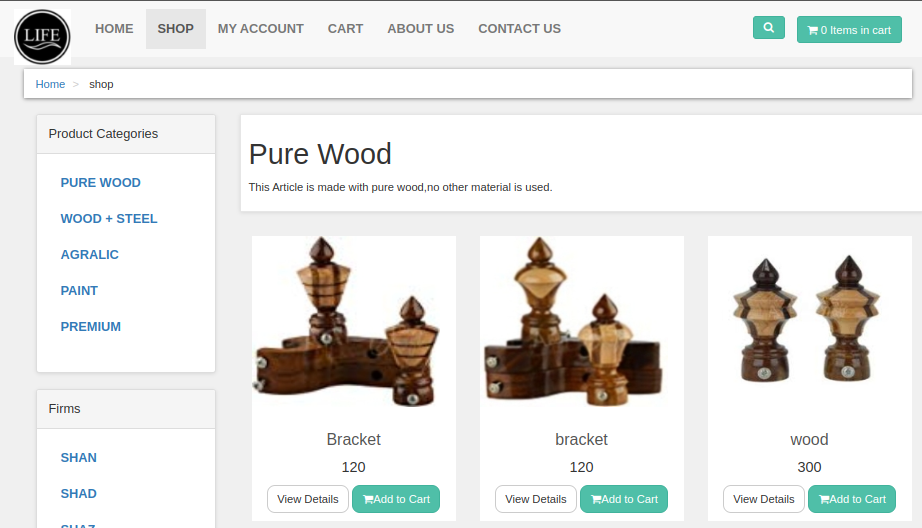 LIFE
HOME
SHOP
MY ACCOUNT
CART
ABOUT US
CONTACT US
0 Items in cart
Home > shop
Product Categories
PURE WOOD
WOOD + STEEL
AGRALIC
PAINT
PREMIUM
Firms
SHAN
SHAD
SHAZ
Pure Wood
This Article is made with pure wood,no other material is used.
Bracket
120
View Details
Add to Cart
bracket
120
View Details
Add to Cart
wood
300
View Details
Add to Cart